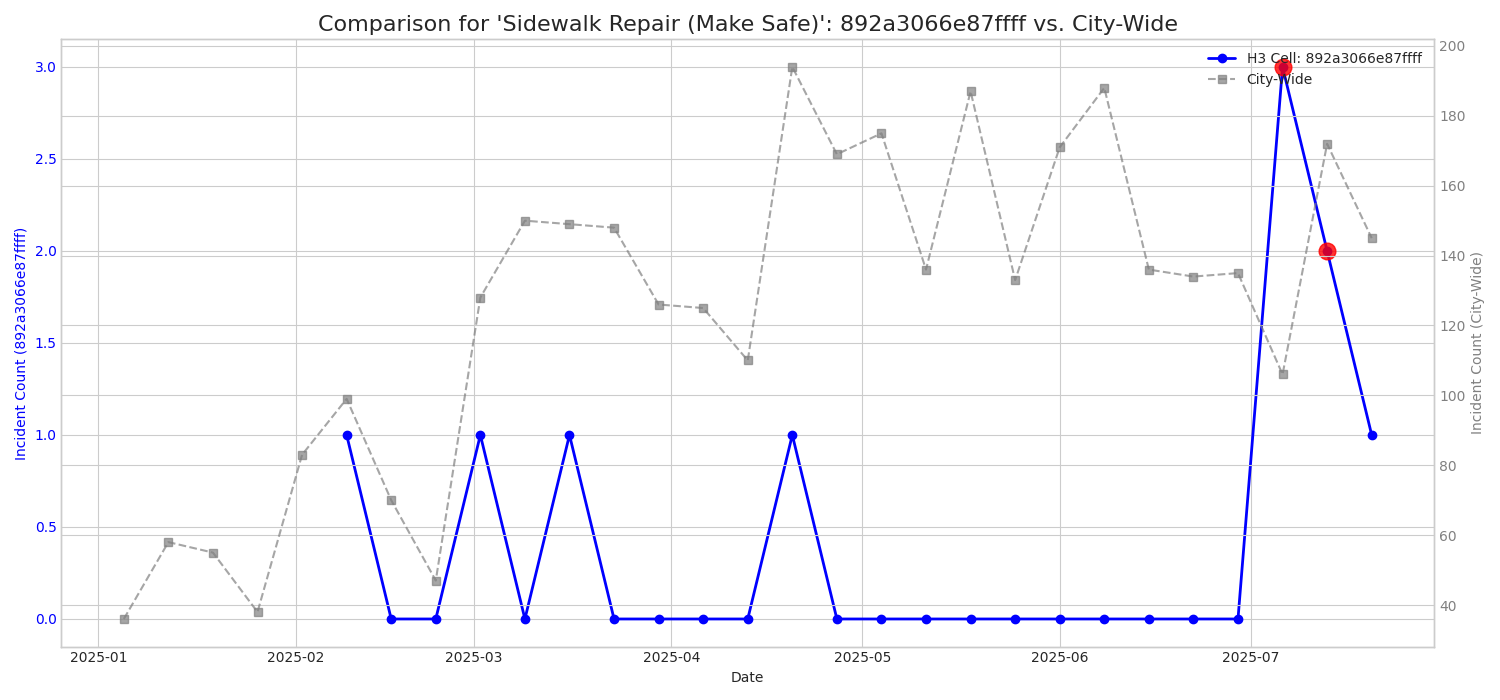 Comparison for 'Sidewalk Repair (Make Safe)': 892a3066e87ffff vs. City-Wide
H3 Cell: 892a3066e87ffff
City-Wide
Incident Count (892a3066e87ffff)
3.0
2.5
2.0
1.5
1.0
0.5
0.0
200
180
160
140
120
100
80
60
40
Incident Count (City-Wide)
2025-01 2025-02 2025-03 2025-04 2025-05 2025-06 2025-07
Date